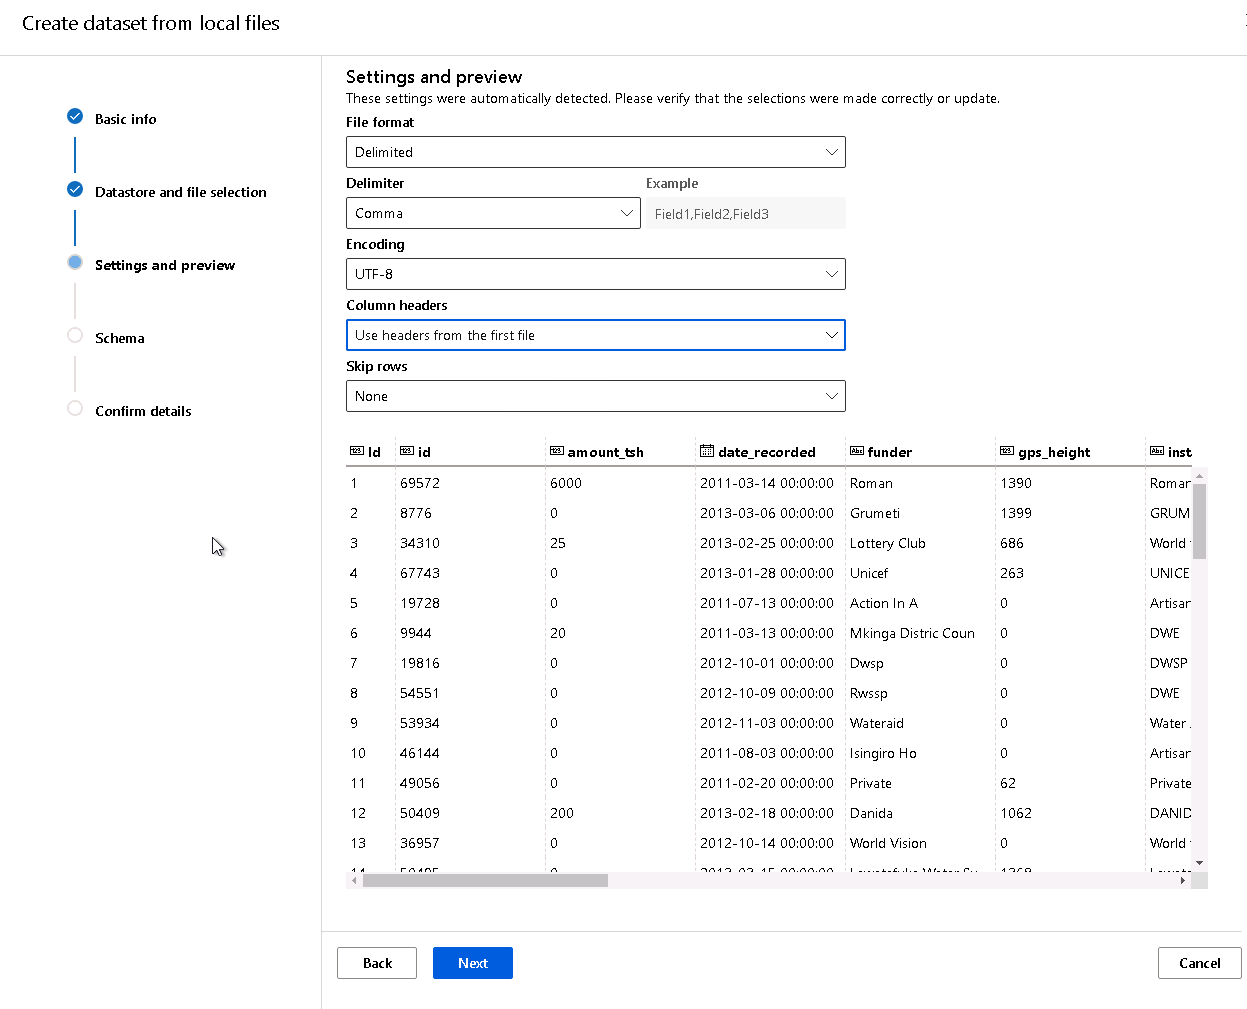 Create dataset from local files
Basic info
Datastore and file selection
Settings and preview
Schema
Confirm details
Settings and preview
These settings were automatically detected. Please verify that the selections were made correctly or update.
File format
Delimited
Delimiter Example
Comma Field1,Field2,Field3
Encoding
UTF-8
Column headers
Use headers from the first file
Skip rows
None
Id id amount_tsh date_recorded funder gps_height inst
1 69572 6000 2011-03-14 00:00:00 Roman 1390 Roman
2 8776 0 2013-03-06 00:00:00 Grumeti 1399 GRUM
3 34310 25 2013-02-25 00:00:00 Lottery Club 686 World
4 67743 0 2013-01-28 00:00:00 Unicef 263 UNICE
5 19728 0 2011-07-13 00:00:00 Action In A 0 Artisan
6 9944 20 2011-03-13 00:00:00 Mkinga Distric Coun 0 DWE
7 19816 0 2012-10-01 00:00:00 Dwsp 0 DWSP
8 54551 0 2012-10-09 00:00:00 Rwssp 0 DWE
9 53934 0 2012-11-03 00:00:00 Wateraid 0 Water
10 46144 0 2011-08-03 00:00:00 Isingiro Ho 0 Artisan
11 49056 0 2011-02-20 00:00:00 Private 62 Private
12 50409 200 2013-02-18 00:00:00 Danida 1062 DANID
13 36957 0 2012-10-14 00:00:00 World Vision 0 World
Back Next Cancel